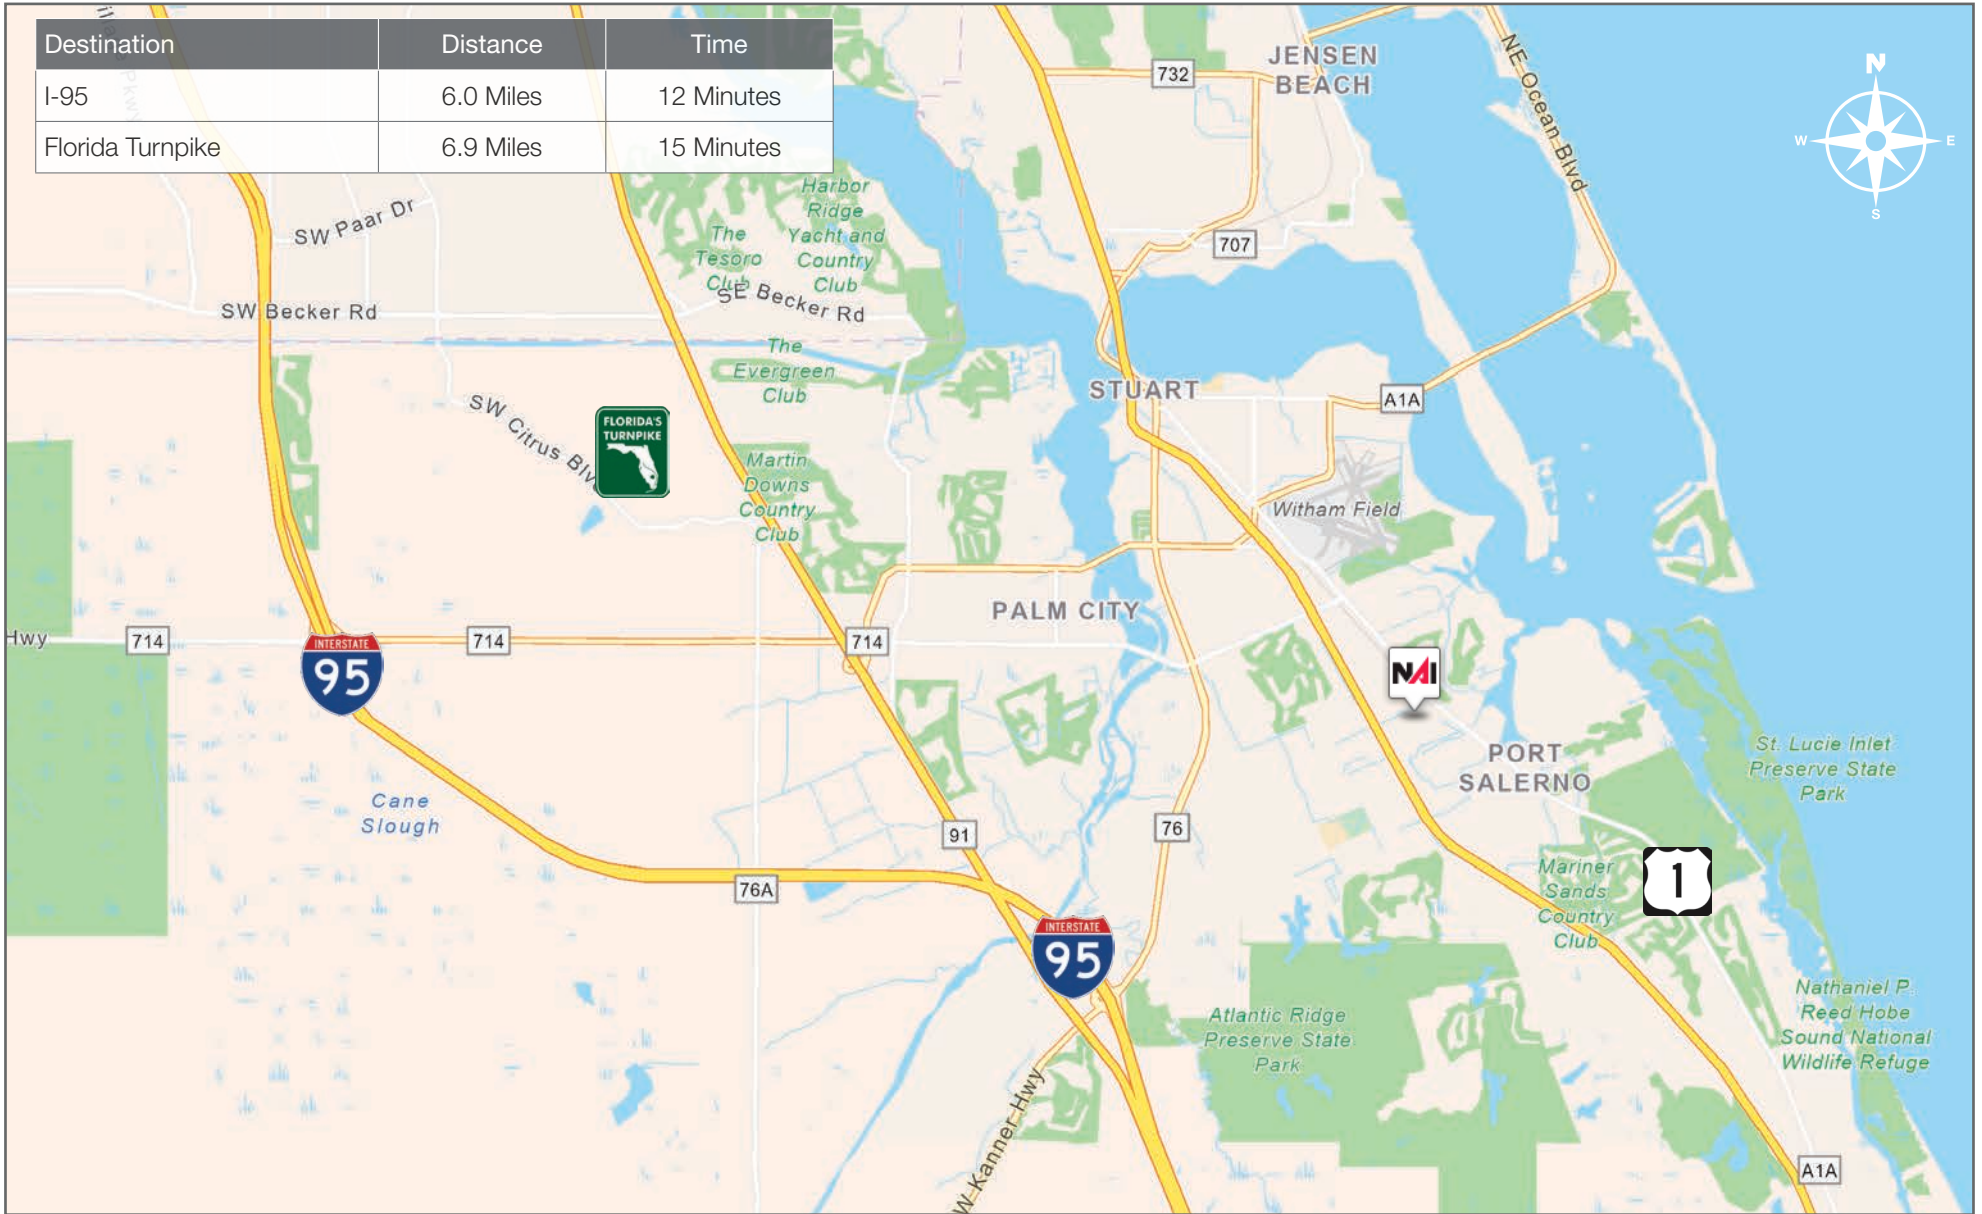 Destination Distance Time
I-95 6.0 Miles 12 Minutes
Florida Turnpike 6.9 Miles 15 Minutes
JENSEN
BEACH
732
NE Ocean Blvd
N
W E
S
Harbor
Ridge
Yacht and
Country
Club
The
Tesoro
Club
SW Paar Dr
707
SW Becker Rd
SE Becker Rd
The
Evergreen
Club
STUART
A1A
SW Citrus Blv
FLORIDA'S
TURNPIKE
Martin
Downs
Country
Club
Witham Field
PALM CITY
Hwy
714
714
714
INTERSTATE
95
NAI
PORT
SALERNO
St. Lucie Inlet
Preserve State
Park
Cane
Slough
91
76
76A
Mariner
Sands
Country
Club
1
INTERSTATE
95
Atlantic Ridge
Preserve State
Park
Nathaniel P.
Reed Hobe
Sound National
Wildlife Refuge
W Kanner Hwy
A1A